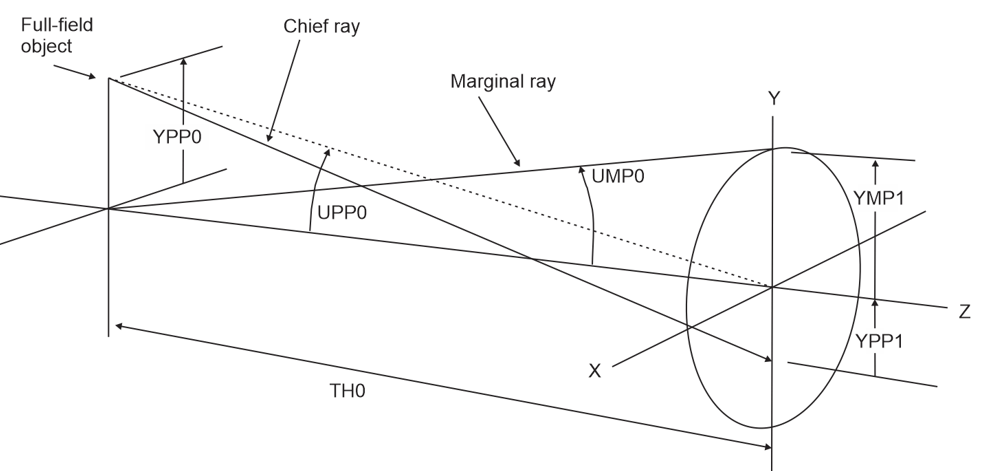 Full-field
object
Chief ray
Marginal ray
Y
YPP0
UMP0
YMP1
UPP0
Z
YPP1
X
TH0